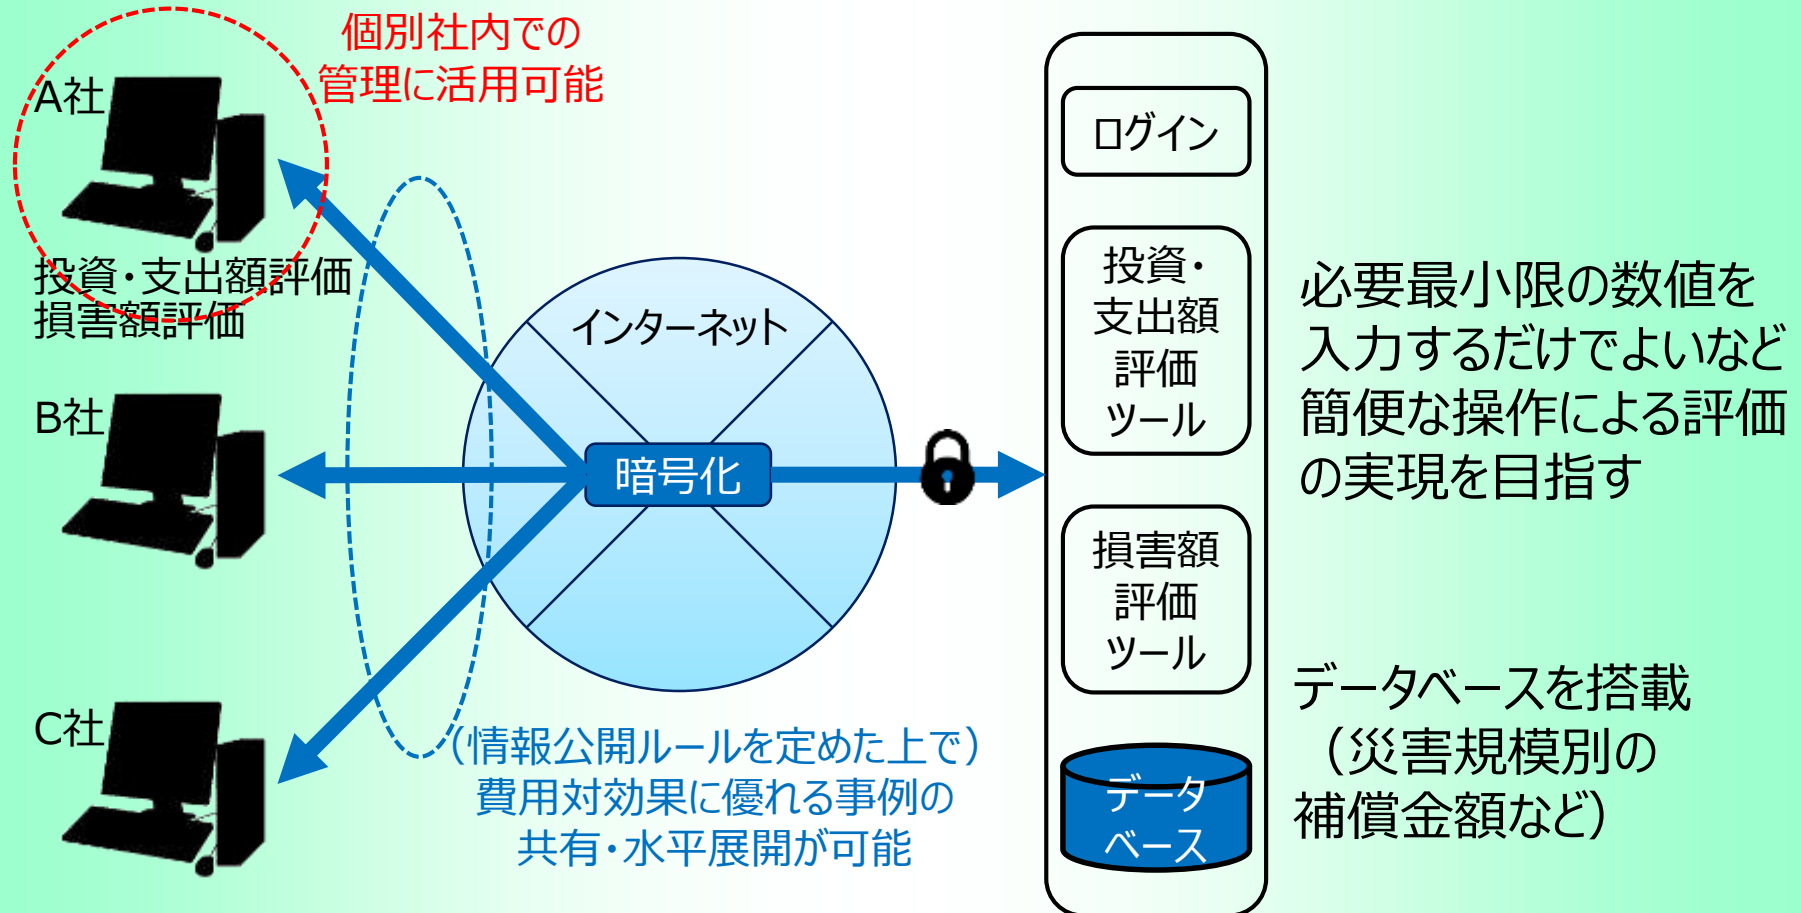 個別社内での
管理に活用可能
A社
投資・支出額評価
損害額評価
B社
C社
インターネット
暗号化
（情報公開ルールを定めた上で）
費用対効果に優れる事例の
共有・水平展開が可能
ログイン
投資・
支出額
評価
ツール
損害額
評価
ツール
データ
ベース
必要最小限の数値を
入力するだけでよいなど
簡便な操作による評価
の実現を目指す
データベースを搭載
（災害規模別の
補償金額など）